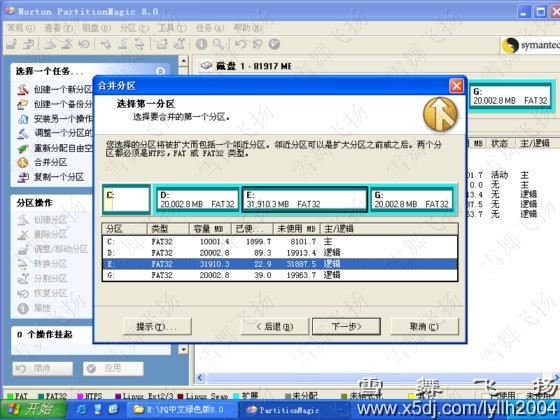 Norton PartitionMagic 8.0
常规(G) 查看(V) 磁盘(D) 分区(P) 工具(T) 任务(A) 帮助(H)
symantec
选择一个任务...
创建一个新分区
创建一个备份分
安装另一个操作
调整一个分区的
重新分配自由空
合并分区
复制一个分区
分区操作
创建分区
删除分区
调整/移动分区
转换分区
分割分区
恢复分区
属性
0 个操作挂起
撤消
应用
磁盘 1 - 81917 MB
G:
20,002.8 MB FAT32
MB 状态 主/逻辑
01.7 活动 主
0.0 无 主
13.4 无 逻辑
87.5 无 逻辑
63.7 无 逻辑
合并分区
选择第一分区
选择要合并的第一个分区。
您选择的分区将被扩大而包括一个邻近分区。邻近分区可以是扩大分区之前或之后。两个分
区都必须是NTFS，FAT 或 FAT32 类型。
C:
D:
20,002.8 MB FAT32
E:
31,910.3 MB FAT32
G:
20,002.8 MB FAT32
分区 类型 容量 MB 已使... 未使用 MB 主/逻辑
C: FAT32 10001.4 1899.7 8101.7 主
D: FAT32 20002.8 89.3 19913.4 逻辑
E: FAT32 31910.3 22.9 31887.5 逻辑
G: FAT32 20002.8 39.0 19963.7 逻辑
提示(T)...
< 后退(B)
下一步>
取消(C)
FAT FAT32 NTFS Linux Ext2/3 Linux Swap 扩展 未分配 未使用
开始
H:\PQ中文绿色版8.0
PartitionMagic
雪舞飞扬
www.x5dj.com/lyllh2004